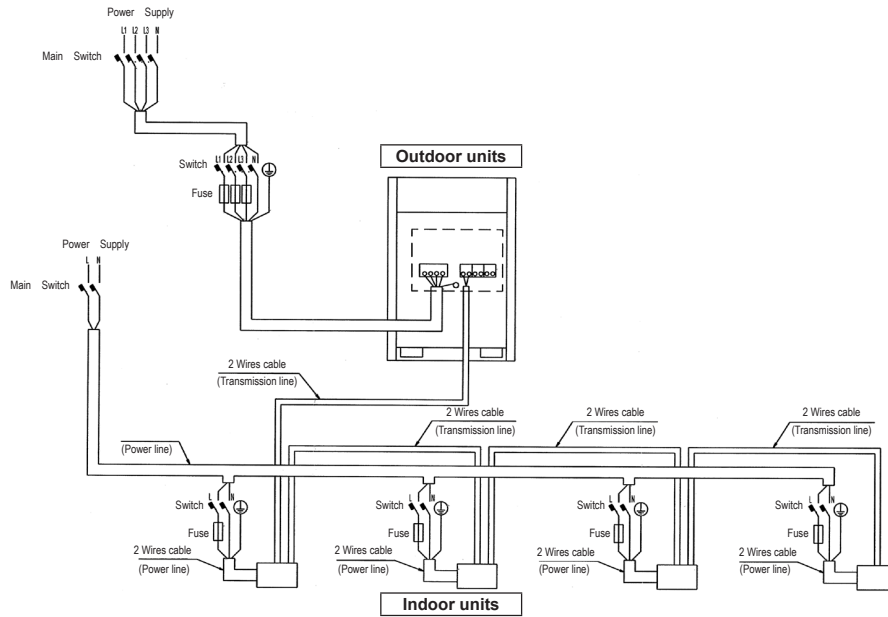 Power Supply
L1 L2 L3 N
Main Switch
L1 L2 L3 N
Switch
Fuse
Outdoor units
Power Supply
L N
Main Switch
2 Wires cable
(Transmission line)
2 Wires cable
(Transmission line)
2 Wires cable
(Transmission line)
2 Wires cable
(Transmission line)
(Power line)
L N
Switch
Fuse
2 Wires cable
(Power line)
L N
Switch
Fuse
2 Wires cable
(Power line)
L N
Switch
Fuse
2 Wires cable
(Power line)
L N
Switch
Fuse
2 Wires cable
(Power line)
Indoor units